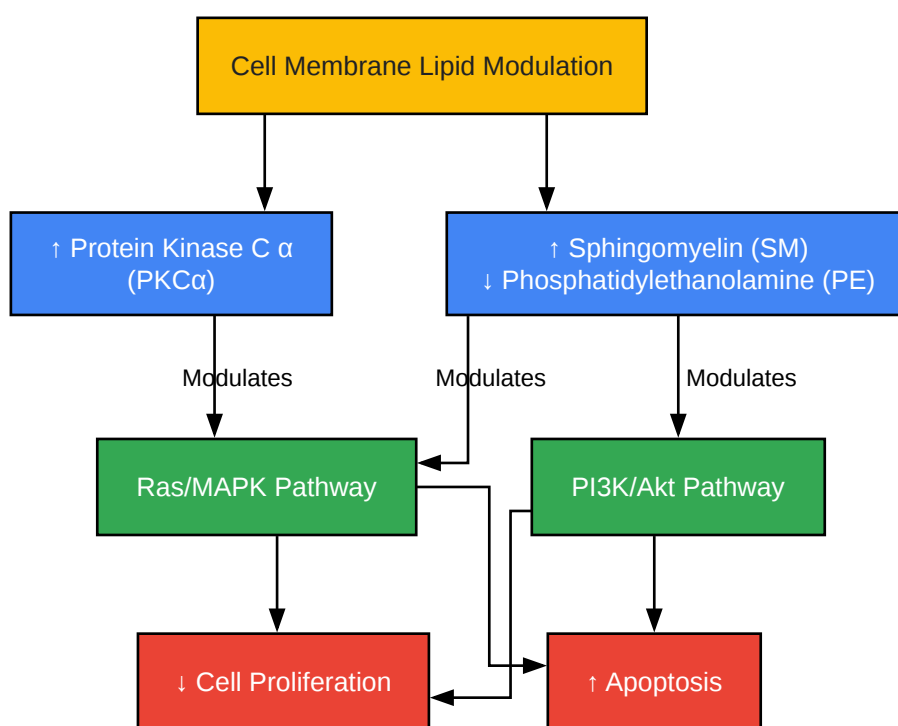 Cell Membrane Lipid Modulation
↑ Protein Kinase C α
(PKCα)
↑ Sphingomyelin (SM)
↓ Phosphatidylethanolamine (PE)
Modulates
Modulates
Modulates
Ras/MAPK Pathway
PI3K/Akt Pathway
↓ Cell Proliferation
↑ Apoptosis